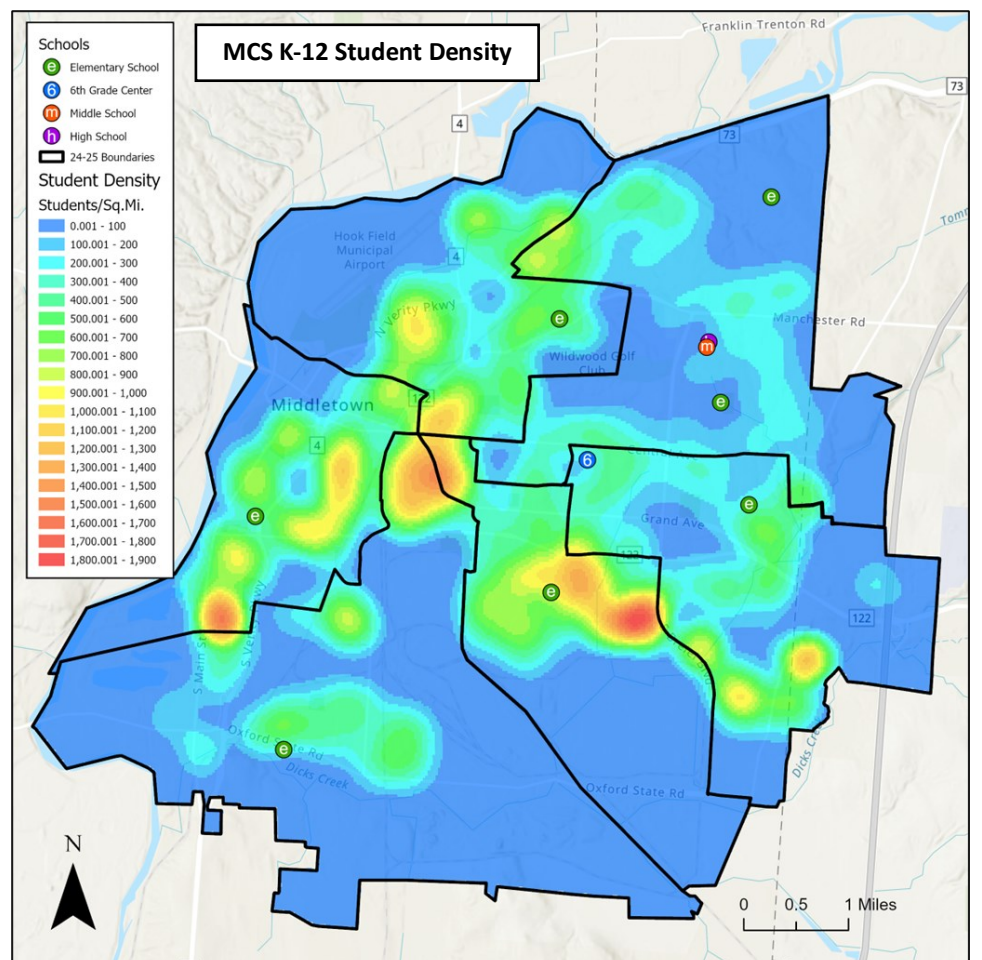 MCS K-12 Student Density
Schools
e Elementary School
6 6th Grade Center
m Middle School
h High School
24-25 Boundaries
Student Density
Students/Sq.Mi.
0.001 - 100
100.001 - 200
200.001 - 300
300.001 - 400
400.001 - 500
500.001 - 600
600.001 - 700
700.001 - 800
800.001 - 900
900.001 - 1,000
1,000.001 - 1,100
1,100.001 - 1,200
1,200.001 - 1,300
1,300.001 - 1,400
1,400.001 - 1,500
1,500.001 - 1,600
1,600.001 - 1,700
1,700.001 - 1,800
1,800.001 - 1,900
Franklin Trenton Rd
73
4
73
e
Hook Field
Municipal
Airport
4
N Verity Pkwy
e
Manchester Rd
h
m
Wildwood Golf
Club
e
Middletown
4
6
e
e
Grand Ave
122
e
122
S Main St
Oxford State Rd
e
Dicks Creek
Dicks Creek
Oxford State Rd
N
0 0.5 1 Miles